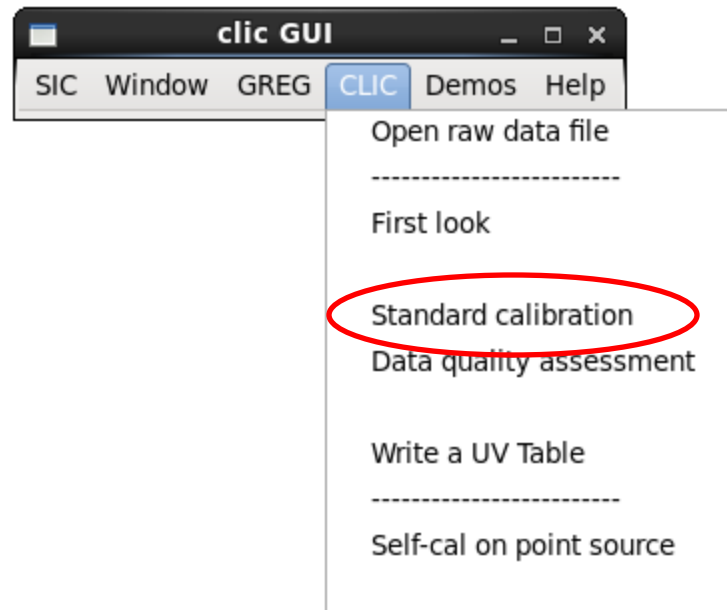 clic GUI
SIC Window GREG CLIC Demos Help
Open raw data file
------------------------
First look
Standard calibration
Data quality assessment
Write a UV Table
------------------------
Self-cal on point source